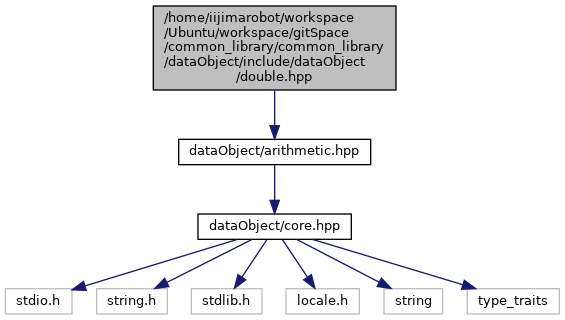 /home/iijimarobot/workspace
/Ubuntu/workspace/gitSpace
/common_library/common_library
/dataObject/include/dataObject
/double.hpp
dataObject/arithmetic.hpp
dataObject/core.hpp
stdio.h
string.h
stdlib.h
locale.h
string
type_traits